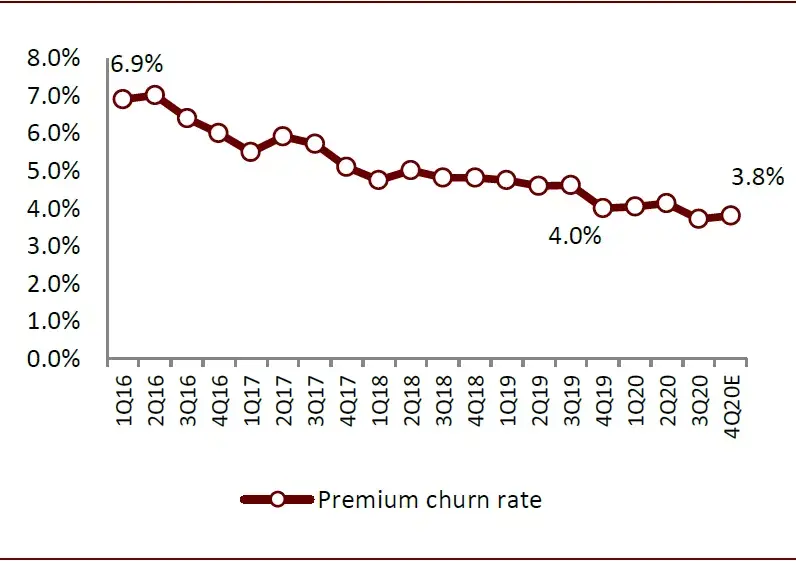 8.0%
7.0%
6.0%
5.0%
4.0%
3.0%
2.0%
1.0%
0.0%
6.9%
4.0%
3.8%
1Q16
2Q16
3Q16
4Q16
1Q17
2Q17
3Q17
4Q17
1Q18
2Q18
3Q18
4Q18
1Q19
2Q19
3Q19
4Q19
1Q20
2Q20
3Q20
4Q20E
Premium churn rate